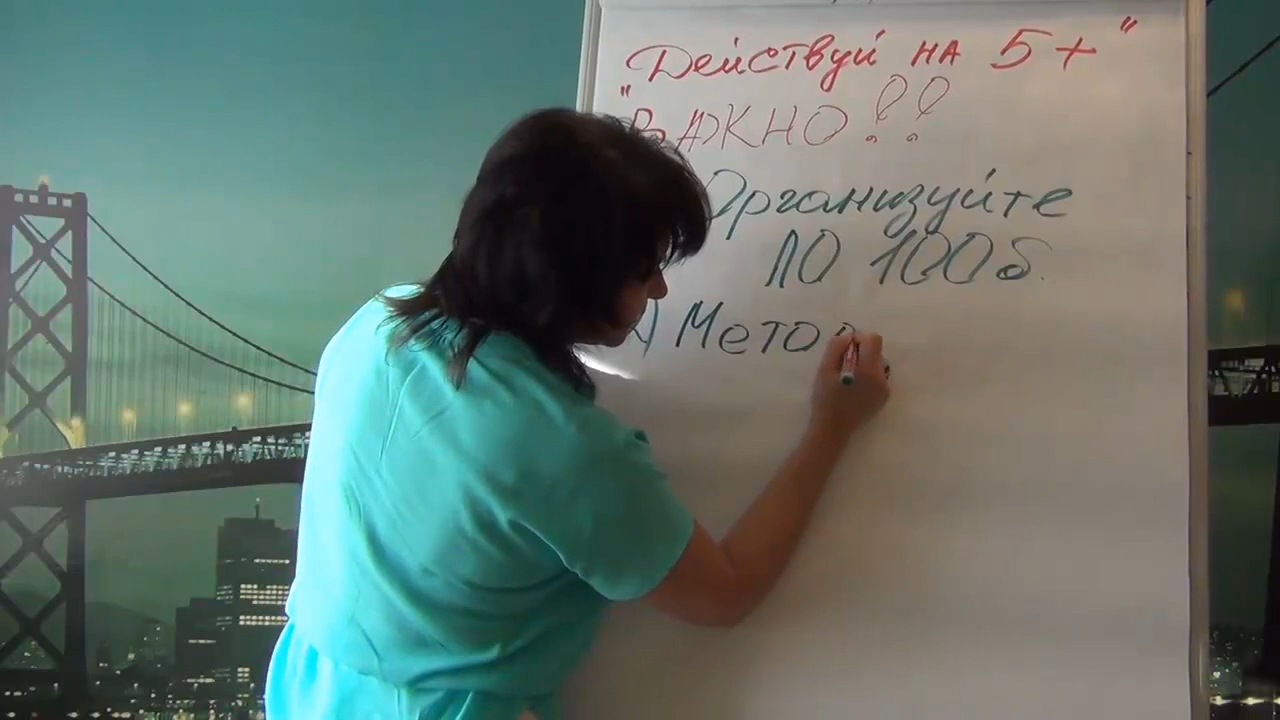 "Действуй на 5+"
ВАЖНО!!
Организуйте
ЛО 100б.
Мето